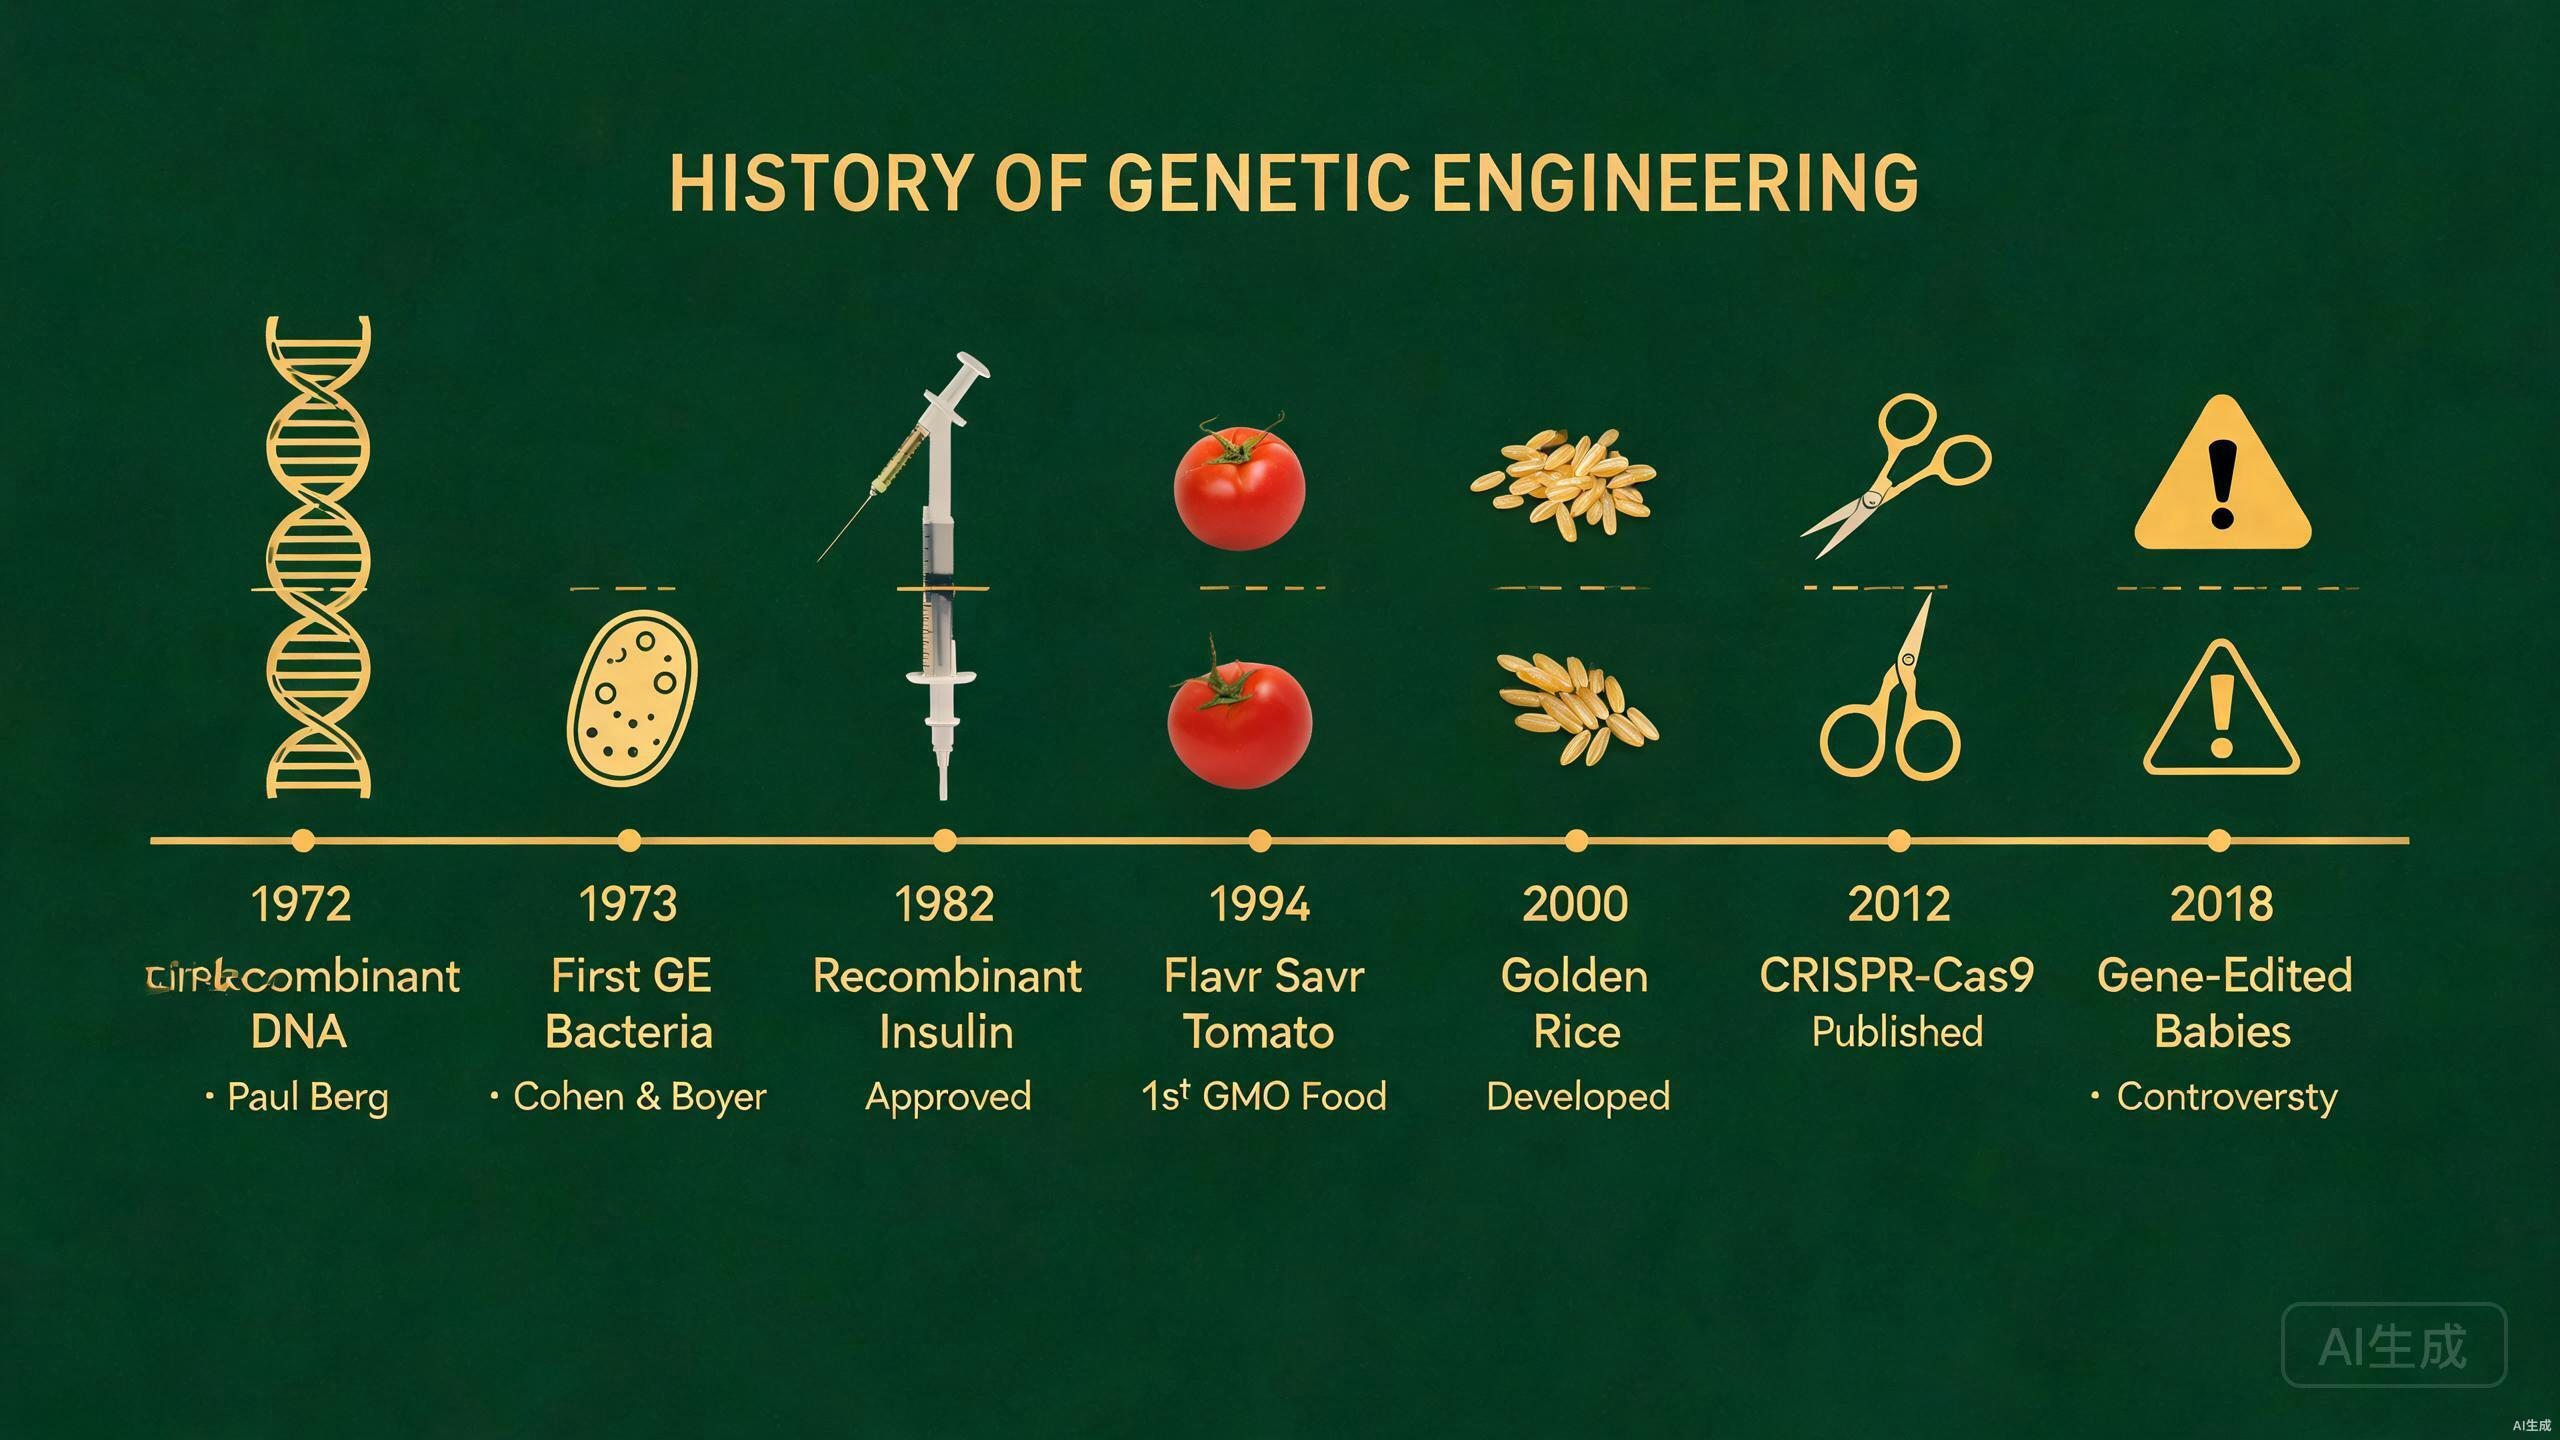 HISTORY OF GENETIC ENGINEERING
1972
DNA
• Paul Berg
1973
First GE
Bacteria
• Cohen & Boyer
1982
Recombinant
Insulin
Approved
1994
Flavr Savr
Tomato
1st GMO Food
2000
Golden
Rice
Developed
2012
CRISPR-Cas9
Published
2018
Gene-Edited
Babies
• Controversty
AI生成
AI生成